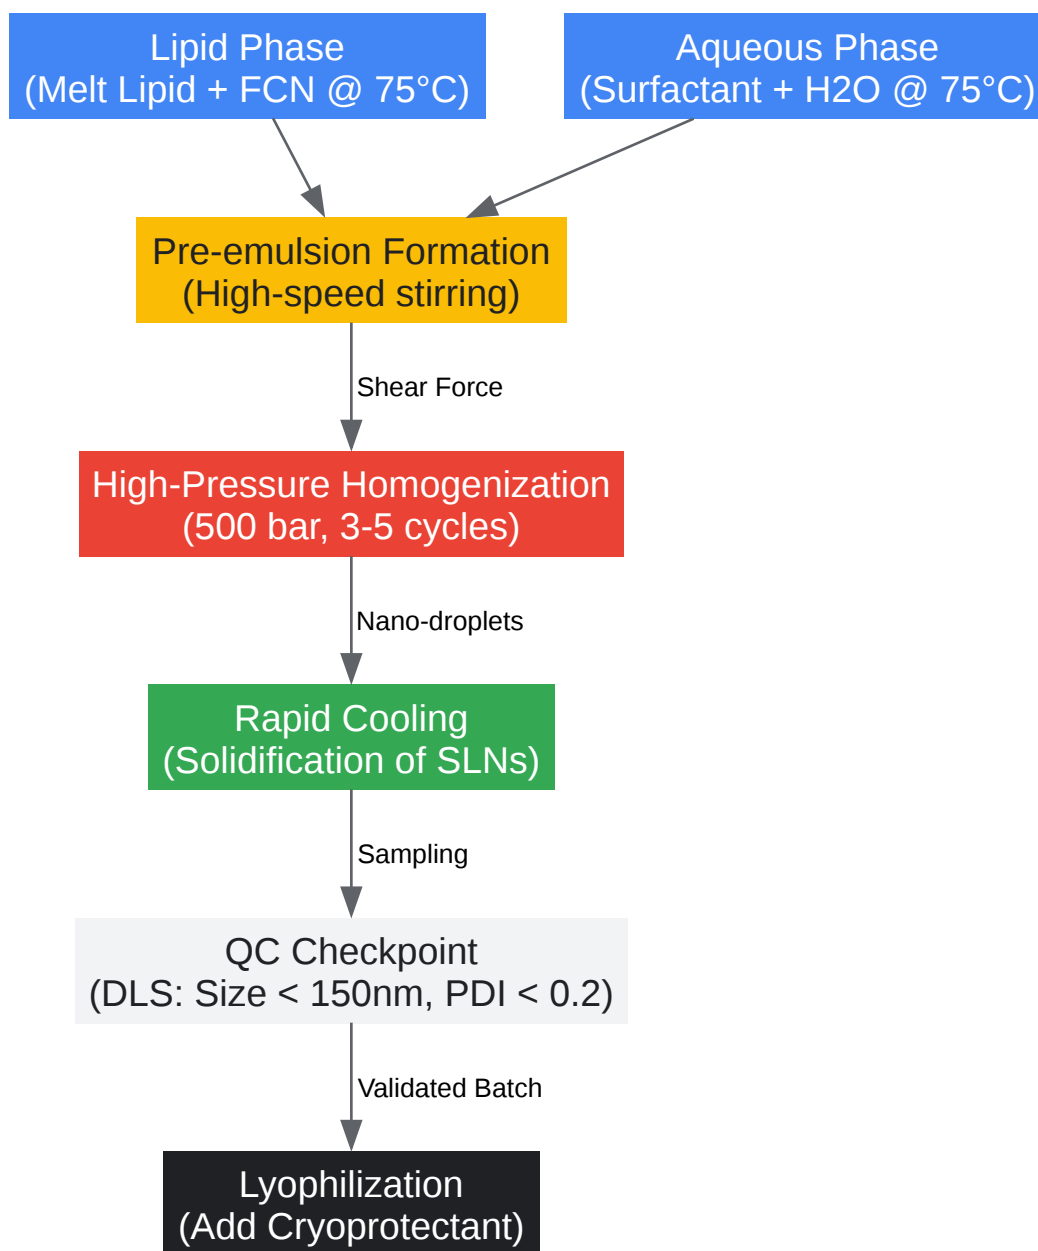 Lipid Phase
(Melt Lipid + FCN @ 75°C)
Aqueous Phase
(Surfactant + H2O @ 75°C)
Pre-emulsion Formation
(High-speed stirring)
Shear Force
High-Pressure Homogenization
(500 bar, 3-5 cycles)
Nano-droplets
Rapid Cooling
(Solidification of SLNs)
Sampling
QC Checkpoint
(DLS: Size < 150nm, PDI < 0.2)
Validated Batch
Lyophilization
(Add Cryoprotectant)